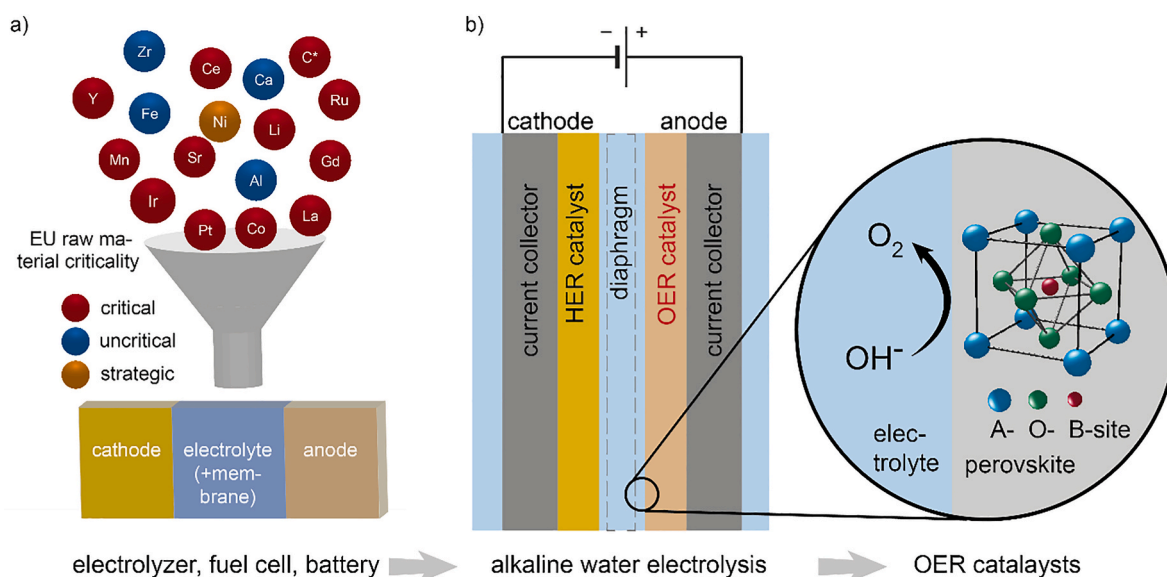 a)
Zr
Ce
C*
Ca
Y
Ru
Fe
Ni
Li
Mn
Sr
Gd
Al
Ir
La
Pt
Co
EU raw ma-
terial criticality
critical
uncritical
strategic
cathode
electrolyte
(+mem-
brane)
anode
electrolyzer, fuel cell, battery
b)
− +
cathode
anode
current collector
HER catalyst
diaphragm
OER catalyst
current collector
O2
OH-
A- O- B-site
elec-
trolyte
perovskite
alkaline water electrolysis
OER catalaysts